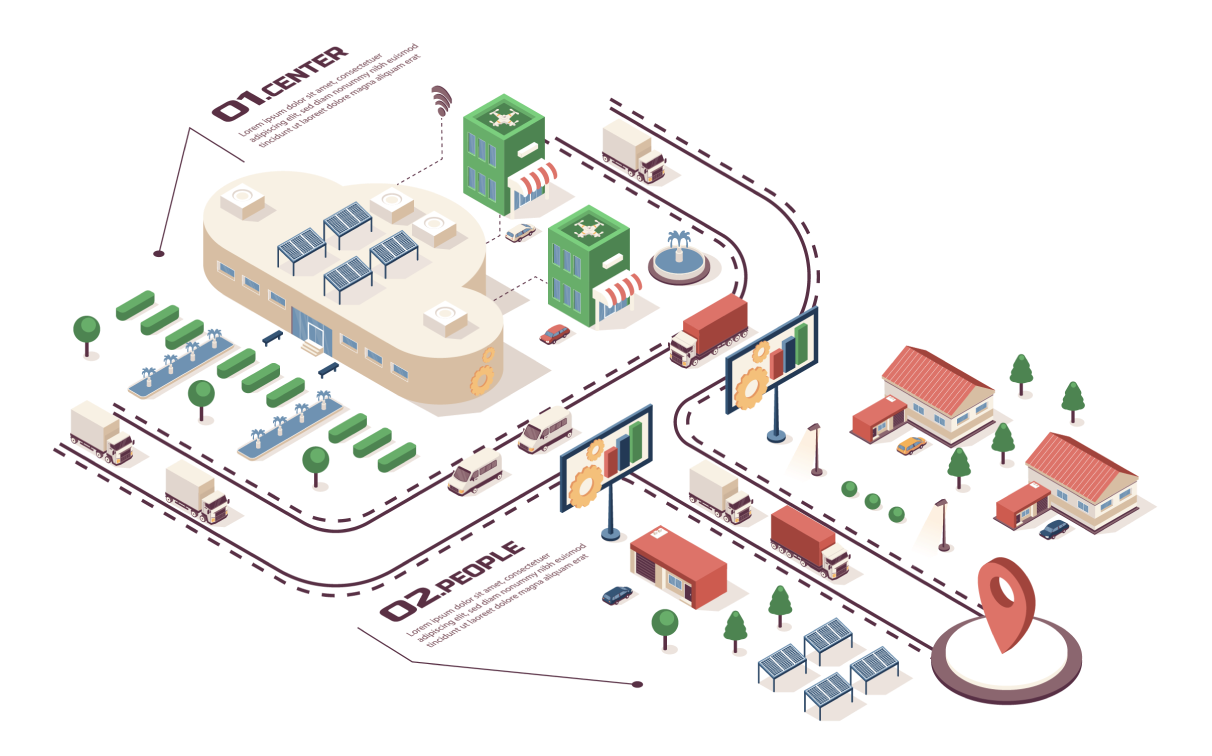 01.CENTER
Lorem ipsum dolor sit amet, consectetuer
adipiscing elit, sed diam nonummy nibh euismod
tincidunt ut laoreet dolore magna aliquam erat
02.PEOPLE
Lorem ipsum dolor sit amet, consectetuer
adipiscing elit, sed diam nonummy nibh euismod
tincidunt ut laoreet dolore magna aliquam erat